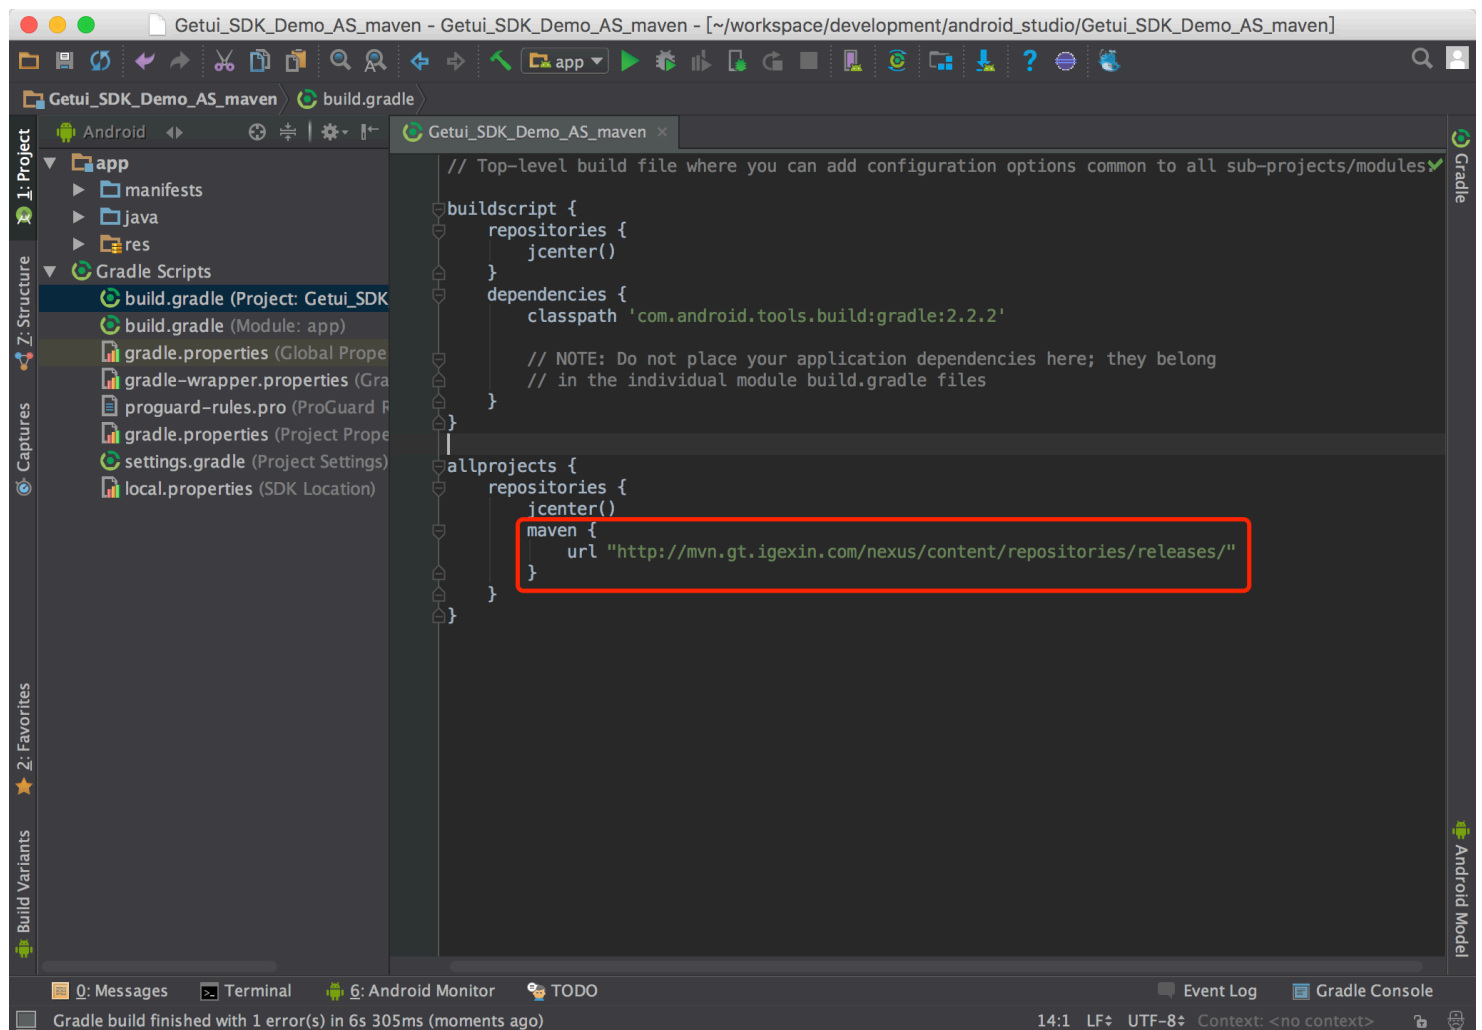 Getui_SDK_Demo_AS_maven - Getui_SDK_Demo_AS_maven - [~/workspace/development/android_studio/Getui_SDK_Demo_AS_maven]
app
Getui_SDK_Demo_AS_maven
build.gradle
1: Project
Z: Structure
Captures
2: Favorites
Build Variants
Android
app
manifests
java
res
Gradle Scripts
build.gradle (Project: Getui_SDK
build.gradle (Module: app)
gradle.properties (Global Prope
gradle-wrapper.properties (Gra
proguard-rules.pro (ProGuard R
gradle.properties (Project Prope
settings.gradle (Project Settings)
local.properties (SDK Location)
Getui_SDK_Demo_AS_maven
// Top-level build file where you can add configuration options common to all sub-projects/modules.
buildscript {
repositories {
jcenter()
}
dependencies {
classpath 'com.android.tools.build:gradle:2.2.2'
// NOTE: Do not place your application dependencies here; they belong
// in the individual module build.gradle files
}
}
allprojects {
repositories {
jcenter()
maven {
url "http://mvn.gt.igexin.com/nexus/content/repositories/releases/"
}
}
}
Gradle
Android Model
0: Messages
Terminal
6: Android Monitor
TODO
Event Log
Gradle Console
Gradle build finished with 1 error(s) in 6s 305ms (moments ago)
14:1
LF
UTF-8
Context: <no context>